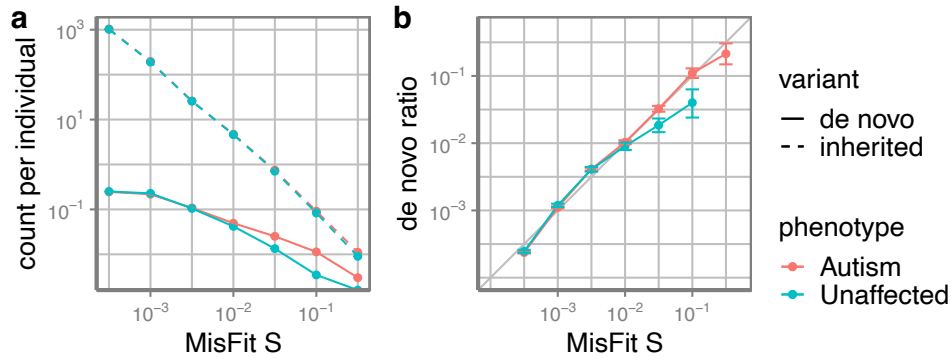 a
count per individual
10³
10¹
10⁻¹
10⁻³
10⁻²
10⁻¹
MisFit S
b
de novo ratio
10⁻¹
10⁻²
10⁻³
10⁻³
10⁻²
10⁻¹
MisFit S
variant
de novo
inherited
phenotype
Autism
Unaffected